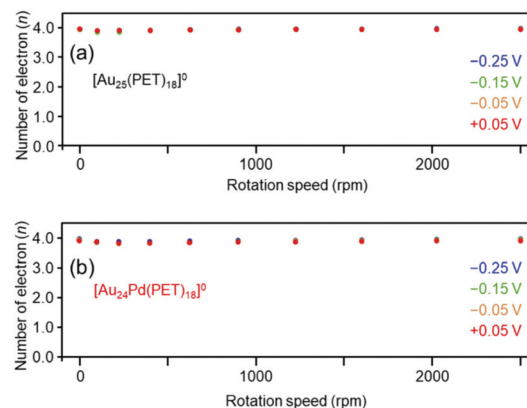 Number of electron (n)
4.0
3.0
2.0
1.0
0.0
(a)
[Au₂₅(PET)₁₈]⁰
−0.25 V
−0.15 V
−0.05 V
+0.05 V
0 1000 2000
Rotation speed (rpm)
Number of electron (n)
4.0
3.0
2.0
1.0
0.0
(b)
[Au₂₄Pd(PET)₁₈]⁰
−0.25 V
−0.15 V
−0.05 V
+0.05 V
0 1000 2000
Rotation speed (rpm)